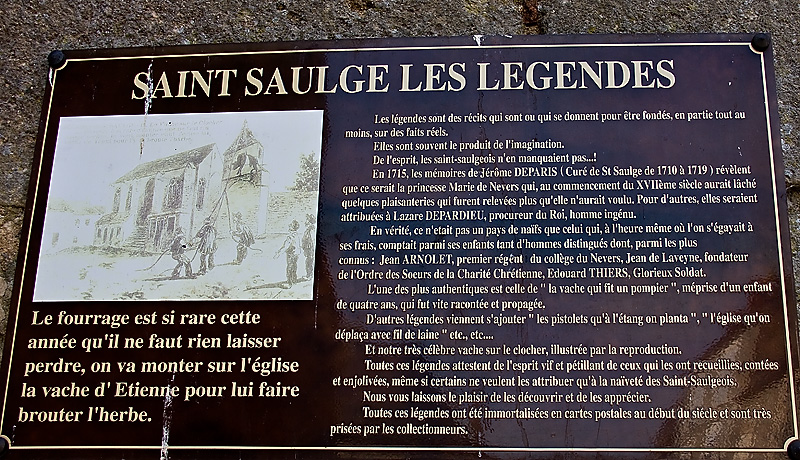 SAINT SAULGE LES LEGENDES
Le fourrage est si rare cette
année qu'il ne faut rien laisser
perdre, on va monter sur l'église
la vache d'Etienne pour lui faire
brouter l'herbe.
Les légendes sont des récits qui sont ou qui se donnent pour être fondés, en partie tout au
moins, sur des faits réels.
Elles sont souvent le produit de l'imagination.
De l'esprit, les saint-saulgeois n'en manquaient pas...!
En 1715, les mémoires de Jérôme DEPARIS ( Curé de St Saulge de 1710 à 1719 ) révèlent
que ce serait la princesse Marie de Nevers qui, au commencement du XVIIème siècle aurait lâché
quelques plaisanteries qui furent relevées plus qu'elle n'aurait voulu. Pour d'autres, elles seraient
attribuées à Lazare DEPARDIEU, procureur du Roi, homme ingénu.
En vérité, ce n'etait pas un pays de naïfs que celui qui, à l'heure même où l'on s'égayait à
ses frais, comptait parmi ses enfants tant d'hommes distingués dont, parmi les plus
connus : Jean ARNOLET, premier régent du collège du Nevers, Jean de Laveyne, fondateur
de l'Ordre des Soeurs de la Charité Chrétienne, Edouard THIERS, Glorieux Soldat.
L'une des plus authentiques est celle de " la vache qui fit un pompier ", méprise d'un enfant
de quatre ans, qui fut vite racontée et propagée.
D'autres légendes viennent s'ajouter " les pistolets qu'à l'étang on planta ", " l'église qu'on
déplaça avec fil de laine " etc., etc....
Et notre très célèbre vache sur le clocher, illustrée par la reproduction.
Toutes ces légendes attestent de l'esprit vif et pétillant de ceux qui les ont recueillies, contées
et enjolivées, même si certains ne veulent les attribuer qu'à la naïveté des Saint-Saulgeois.
Nous vous laissons le plaisir de les découvrir et de les apprécier.
Toutes ces légendes ont été immortalisées en cartes postales au début du siécle et sont très
prisées par les collectionneurs.